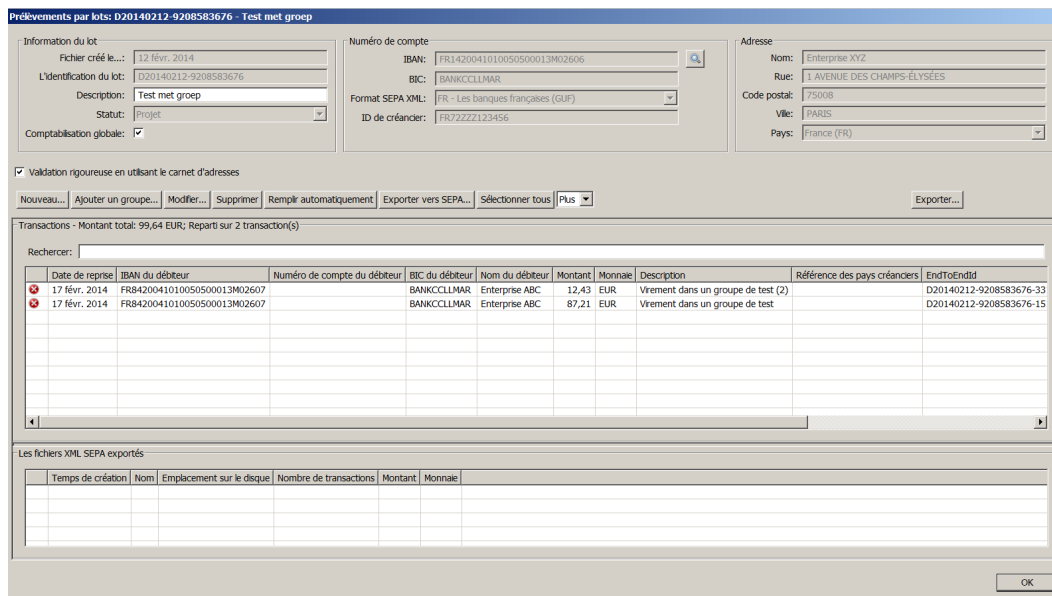 Prélèvements par lots: D20140212-9208583676 - Test met groep
Information du lot
Fichier créé le...: 12 févr. 2014
L'identification du lot: D20140212-9208583676
Description: Test met groep
Statut: Projet
Comptabilisation globale:
Numéro de compte
IBAN: FR1420041010050500013M02606
BIC: BANKCCLLMAR
Format SEPA XML: FR - Les banques françaises (GUF)
ID de créancier: FR72ZZZ123456
Adresse
Nom: Enterprise XYZ
Rue: 1 AVENUE DES CHAMPS-ÉLYSÉES
Code postal: 75008
Ville: PARIS
Pays: France (FR)
Validation rigoureuse en utilisant le carnet d'adresses
Nouveau... Ajouter un groupe... Modifier... Supprimer Remplir automatiquement Exporter vers SEPA... Sélectionner tous Plus Exporter...
Transactions - Montant total: 99,64 EUR; Reparti sur 2 transaction(s)
Rechercer:
Date de reprise IBAN du débiteur Numéro de compte du débiteur BIC du débiteur Nom du débiteur Montant Monnaie Description Référence des pays créanciers EndToEndId
17 févr. 2014 FR8420041010050500013M02607 BANKCCLLMAR Enterprise ABC 12,43 EUR Virement dans un groupe de test (2) D20140212-9208583676-33
17 févr. 2014 FR8420041010050500013M02607 BANKCCLLMAR Enterprise ABC 87,21 EUR Virement dans un groupe de test D20140212-9208583676-15
Les fichiers XML SEPA exportés
Temps de création Nom Emplacement sur le disque Nombre de transactions Montant Monnaie
OK